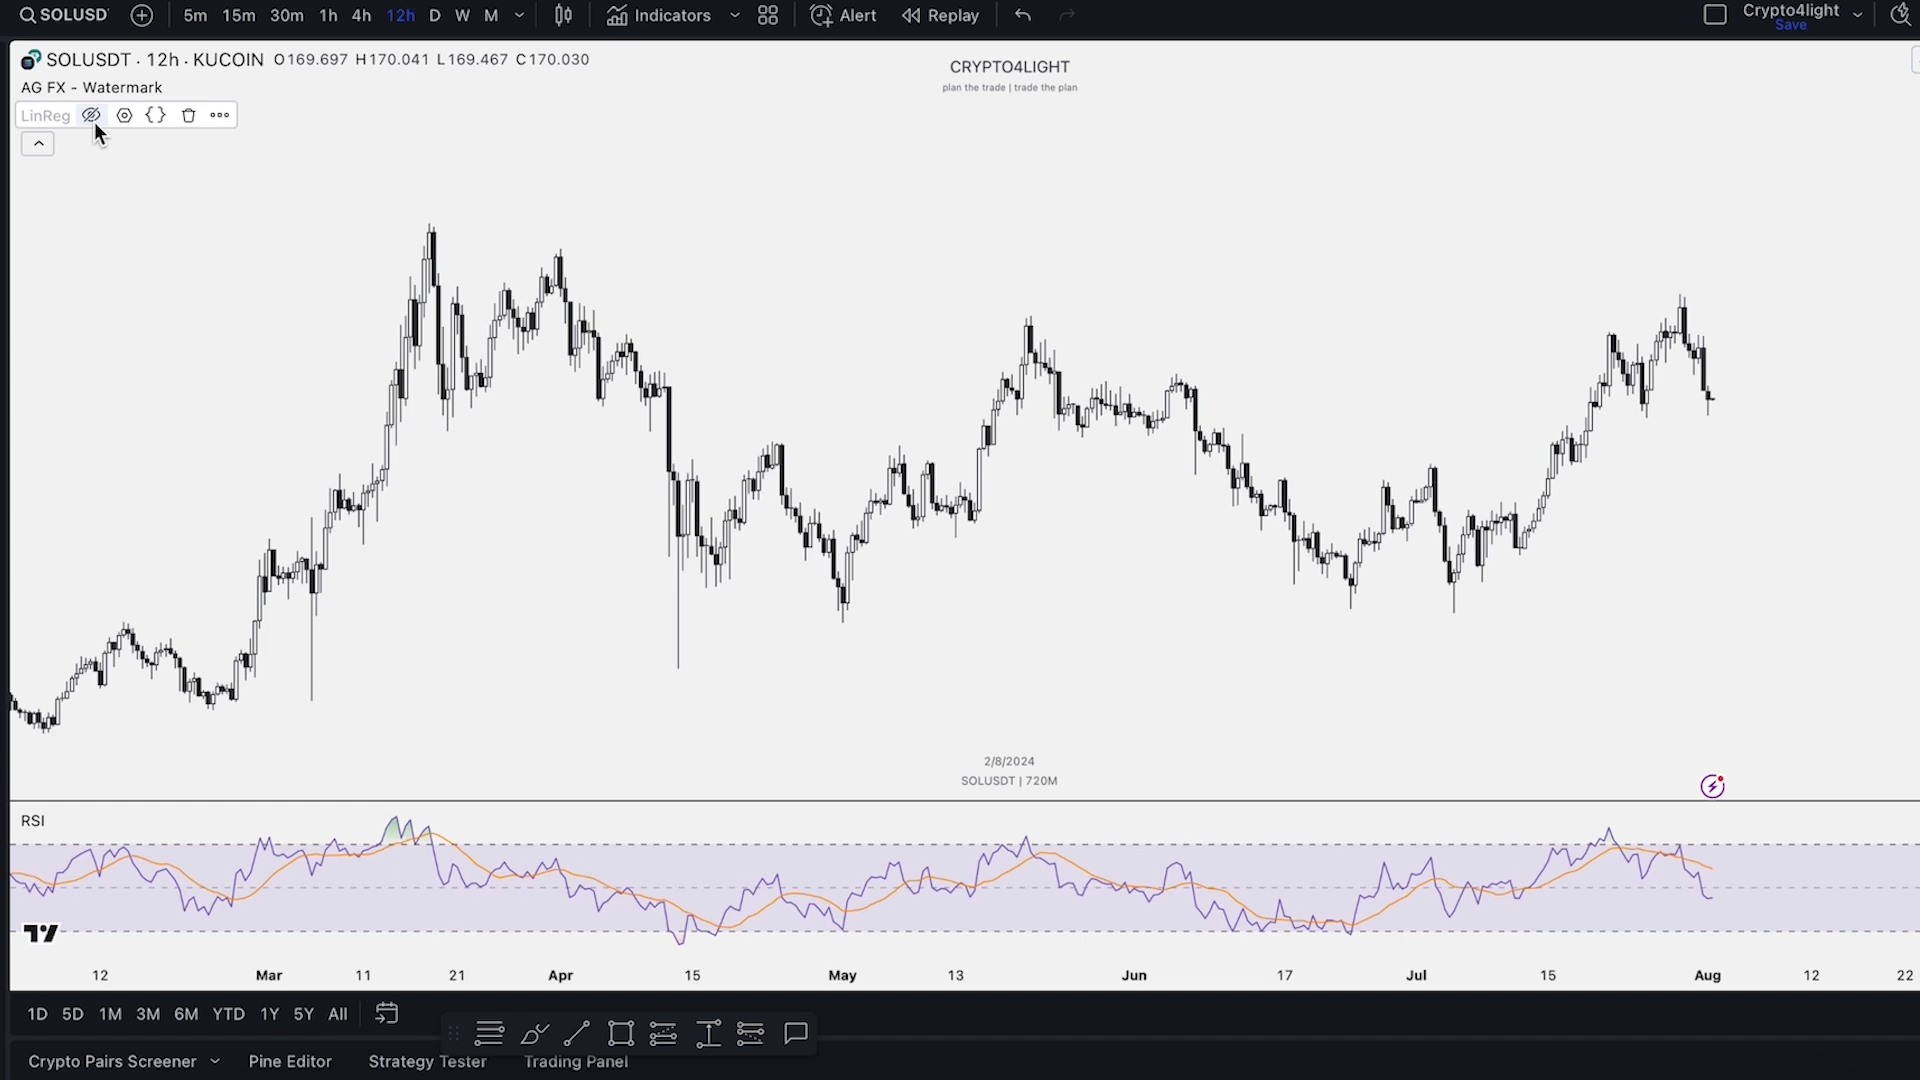 SOLUSD 5m 15m 30m 1h 4h 12h D W M Indicators Alert Replay Crypto4light
Save
SOLUSDT · 12h · KUCOIN O169.697 H170.041 L169.467 C170.030
AG FX - Watermark
LinReg
CRYPTO4LIGHT
plan the trade | trade the plan
2/8/2024
SOLUSDT | 720M
RSI
12 Mar 11 21 Apr 15 May 13 Jun 17 Jul 15 Aug 12 22
1D 5D 1M 3M 6M YTD 1Y 5Y All
Crypto Pairs Screener Pine Editor Strategy Tester Trading Panel